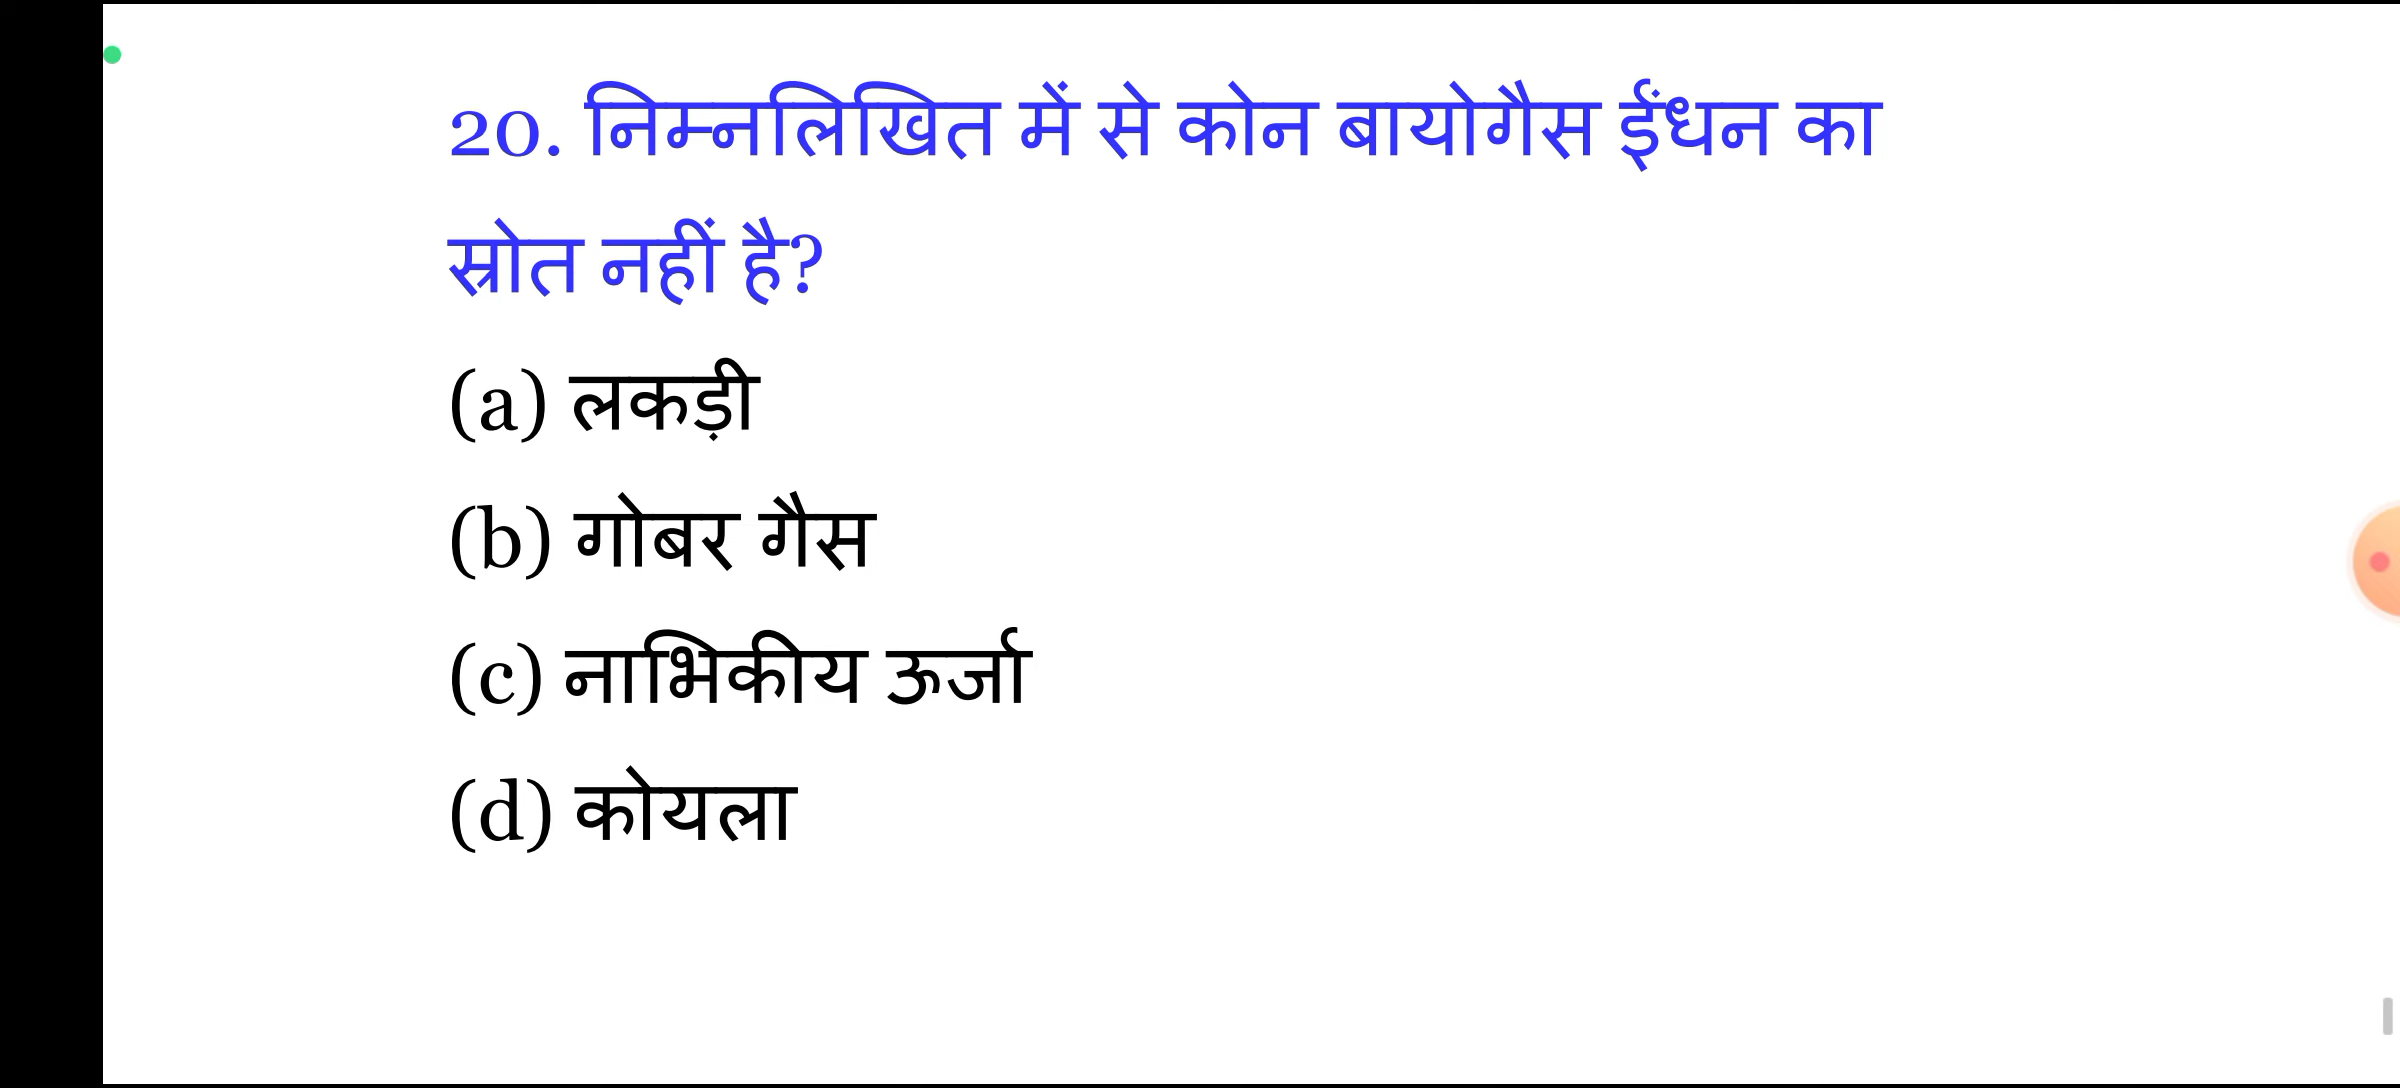 20. निम्नलिखित में से कोन बायोगैस ईंधन का
स्रोत नहीं है?
(a) लकड़ी
(b) गोबर गैस
(c) नाभिकीय ऊर्जा
(d) कोयला